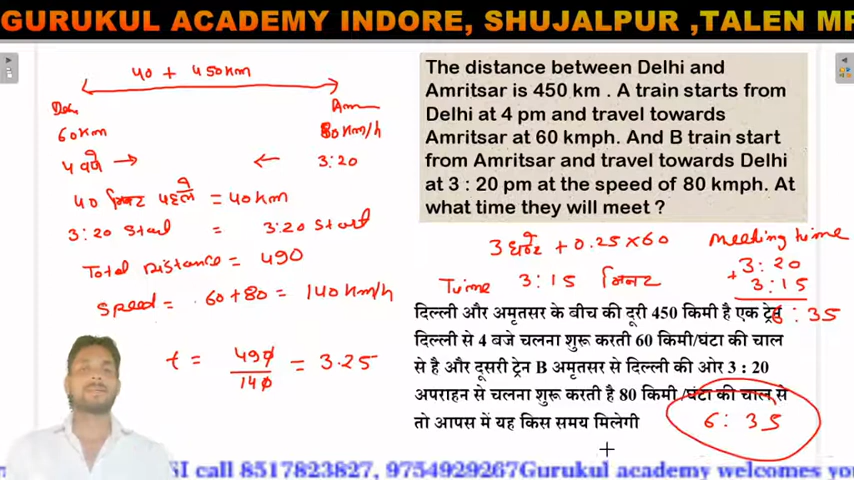 GURUKUL ACADEMY INDORE, SHUJALPUR ,TALEN MP
40 + 450km
60km
80 km/h
4 बजे
3:20
40 मिनट पहले = 40km
3:20 Start = 3:20 Start
Total Distance = 490
Speed = 60+80 = 140 km/h
t = 490/140 = 3.25
The distance between Delhi and
Amritsar is 450 km . A train starts from
Delhi at 4 pm and travel towards
Amritsar at 60 kmph. And B train start
from Amritsar and travel towards Delhi
at 3 : 20 pm at the speed of 80 kmph. At
what time they will meet ?
3 घण्टे + 0.25×60
Time 3:15 मिनट
Meeting time
3:20
+ 3:15
6:35
दिल्ली और अमृतसर के बीच की दूरी 450 किमी है एक ट्रेन
दिल्ली से 4 बजे चलना शुरू करती 60 किमी/घंटा की चाल
से है और दूसरी ट्रेन B अमृतसर से दिल्ली की ओर 3 : 20
अपराहन से चलना शुरू करती है 80 किमी /घंटा की चाल से
तो आपस में यह किस समय मिलेगी
6:35
SI call 8517823827, 9754929267Gurukul academy welcomes you